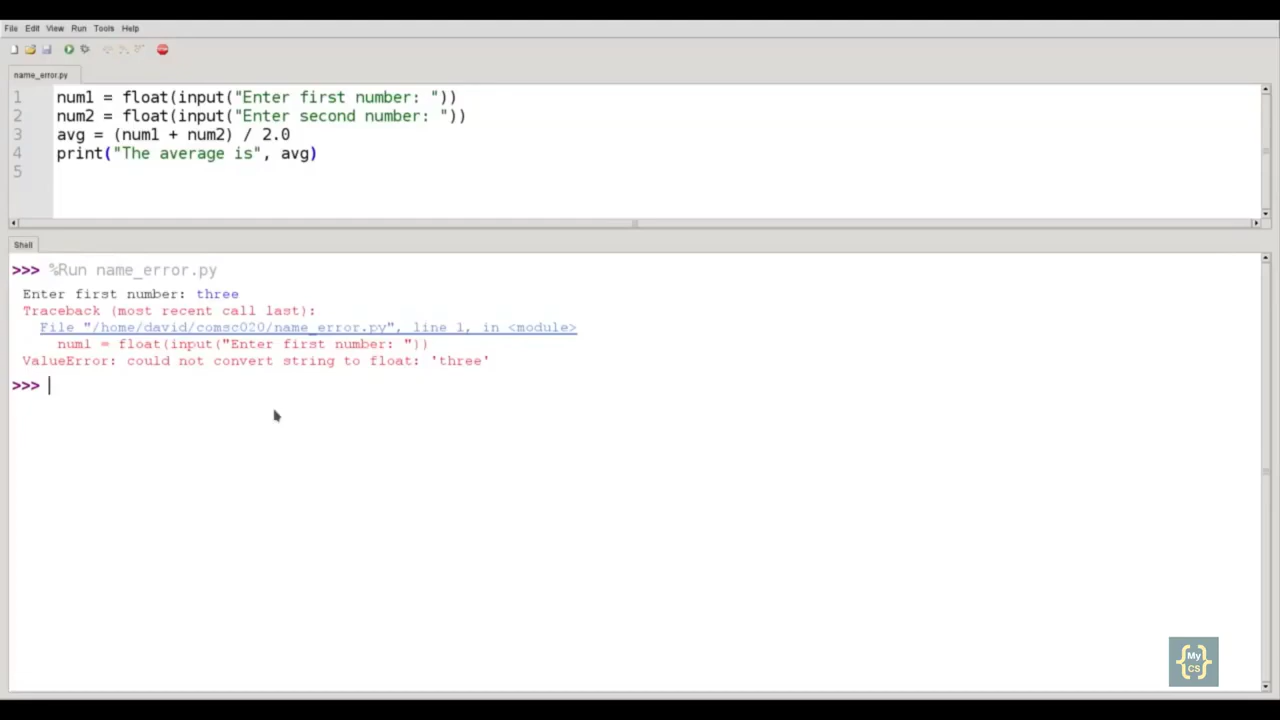 File Edit View Run Tools Help
name_error.py
1 num1 = float(input("Enter first number: "))
2 num2 = float(input("Enter second number: "))
3 avg = (num1 + num2) / 2.0
4 print("The average is", avg)
5
Shell
>>> %Run name_error.py
Enter first number: three
Traceback (most recent call last):
File "/home/david/comsc020/name_error.py", line 1, in <module>
num1 = float(input("Enter first number: "))
ValueError: could not convert string to float: 'three'
>>>
{My}
{CS}